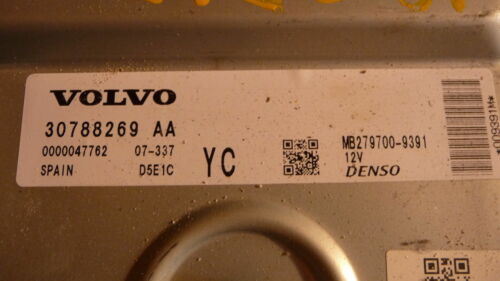 VOLVO
30788269 AA
0000047762 07-337
SPAIN D5E1C
YC
MB279700-9391
12V
DENSO